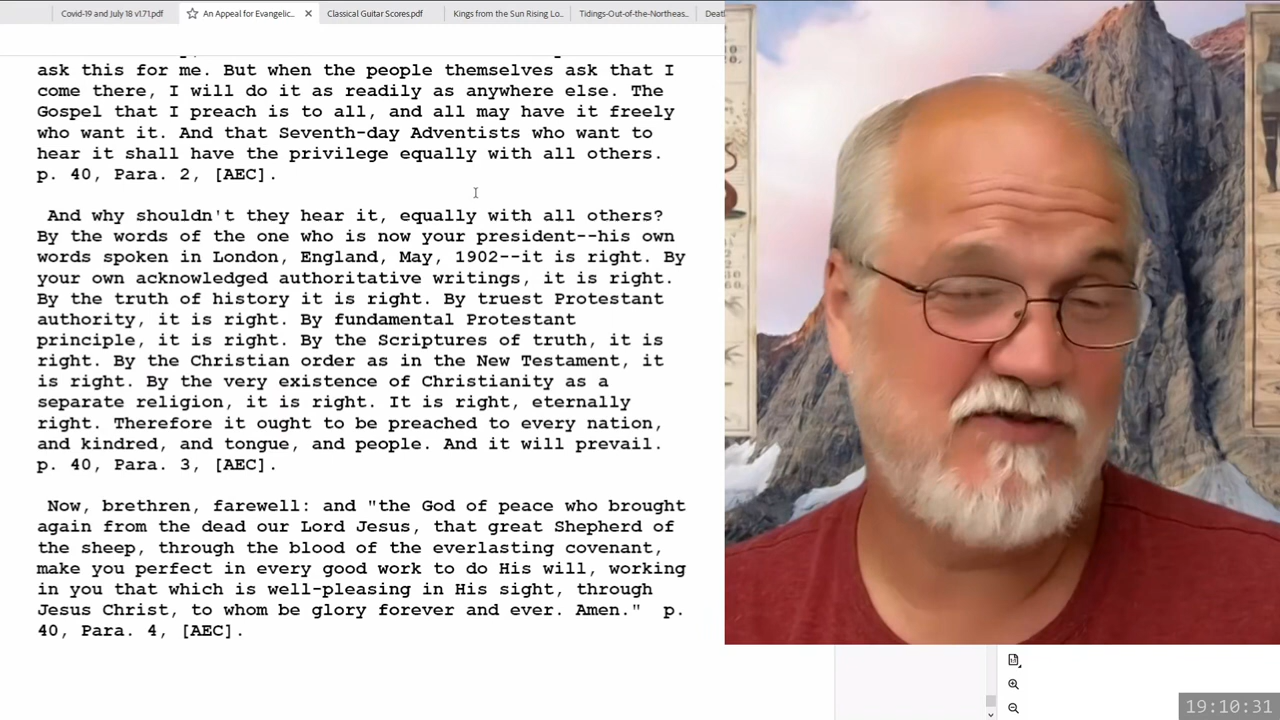 Covid-19 and July 18 v1.71.pdf
An Appeal for Evangelic...
Classical Guitar Scores.pdf
Kings from the Sun Rising Lo...
Tidings-Out-of-the-Northeas...
ask this for me. But when the people themselves ask that I
come there, I will do it as readily as anywhere else. The
Gospel that I preach is to all, and all may have it freely
who want it. And that Seventh-day Adventists who want to
hear it shall have the privilege equally with all others.
p. 40, Para. 2, [AEC].
And why shouldn't they hear it, equally with all others?
By the words of the one who is now your president--his own
words spoken in London, England, May, 1902--it is right. By
your own acknowledged authoritative writings, it is right.
By the truth of history it is right. By truest Protestant
authority, it is right. By fundamental Protestant
principle, it is right. By the Scriptures of truth, it is
right. By the Christian order as in the New Testament, it
is right. By the very existence of Christianity as a
separate religion, it is right. It is right, eternally
right. Therefore it ought to be preached to every nation,
and kindred, and tongue, and people. And it will prevail.
p. 40, Para. 3, [AEC].
Now, brethren, farewell: and "the God of peace who brought
again from the dead our Lord Jesus, that great Shepherd of
the sheep, through the blood of the everlasting covenant,
make you perfect in every good work to do His will, working
in you that which is well-pleasing in His sight, through
Jesus Christ, to whom be glory forever and ever. Amen." p.
40, Para. 4, [AEC].
19:10:31